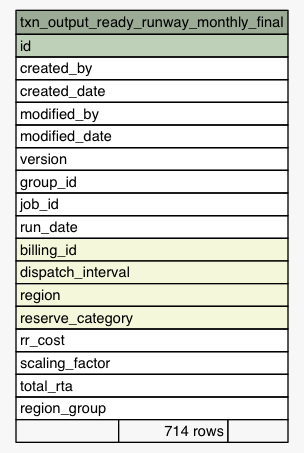 txn_output_ready_runway_monthly_final
id
created_by
created_date
modified_by
modified_date
version
group_id
job_id
run_date
billing_id
dispatch_interval
region
reserve_category
rr_cost
scaling_factor
total_rta
region_group
714 rows